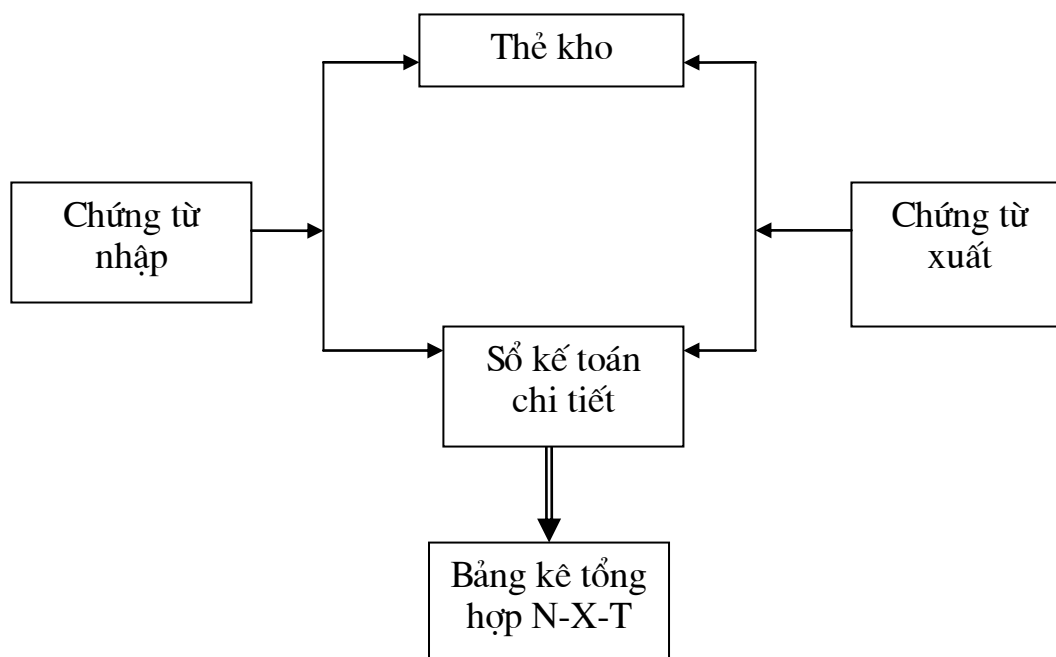 Thẻ kho
Chứng từ
nhập
Chứng từ
xuất
Sổ kế toán
chi tiết
Bảng kê tổng
hợp N-X-T